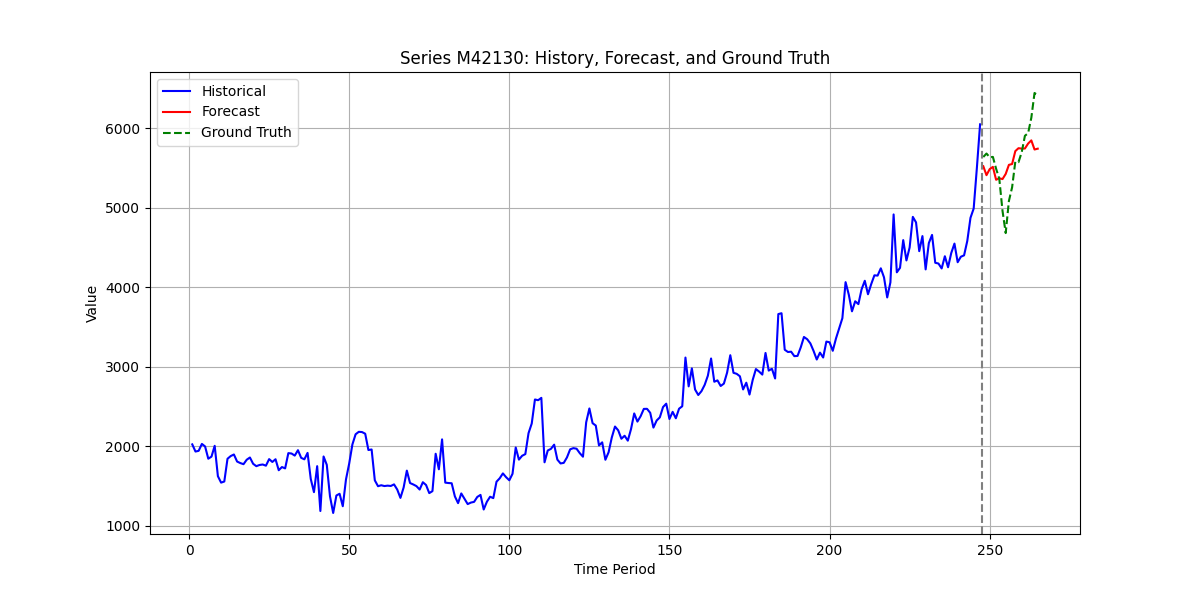 Series M42130: History, Forecast, and Ground Truth
Historical
Forecast
Ground Truth
6000
5000
4000
3000
2000
1000
Value
0 50 100 150 200 250
Time Period